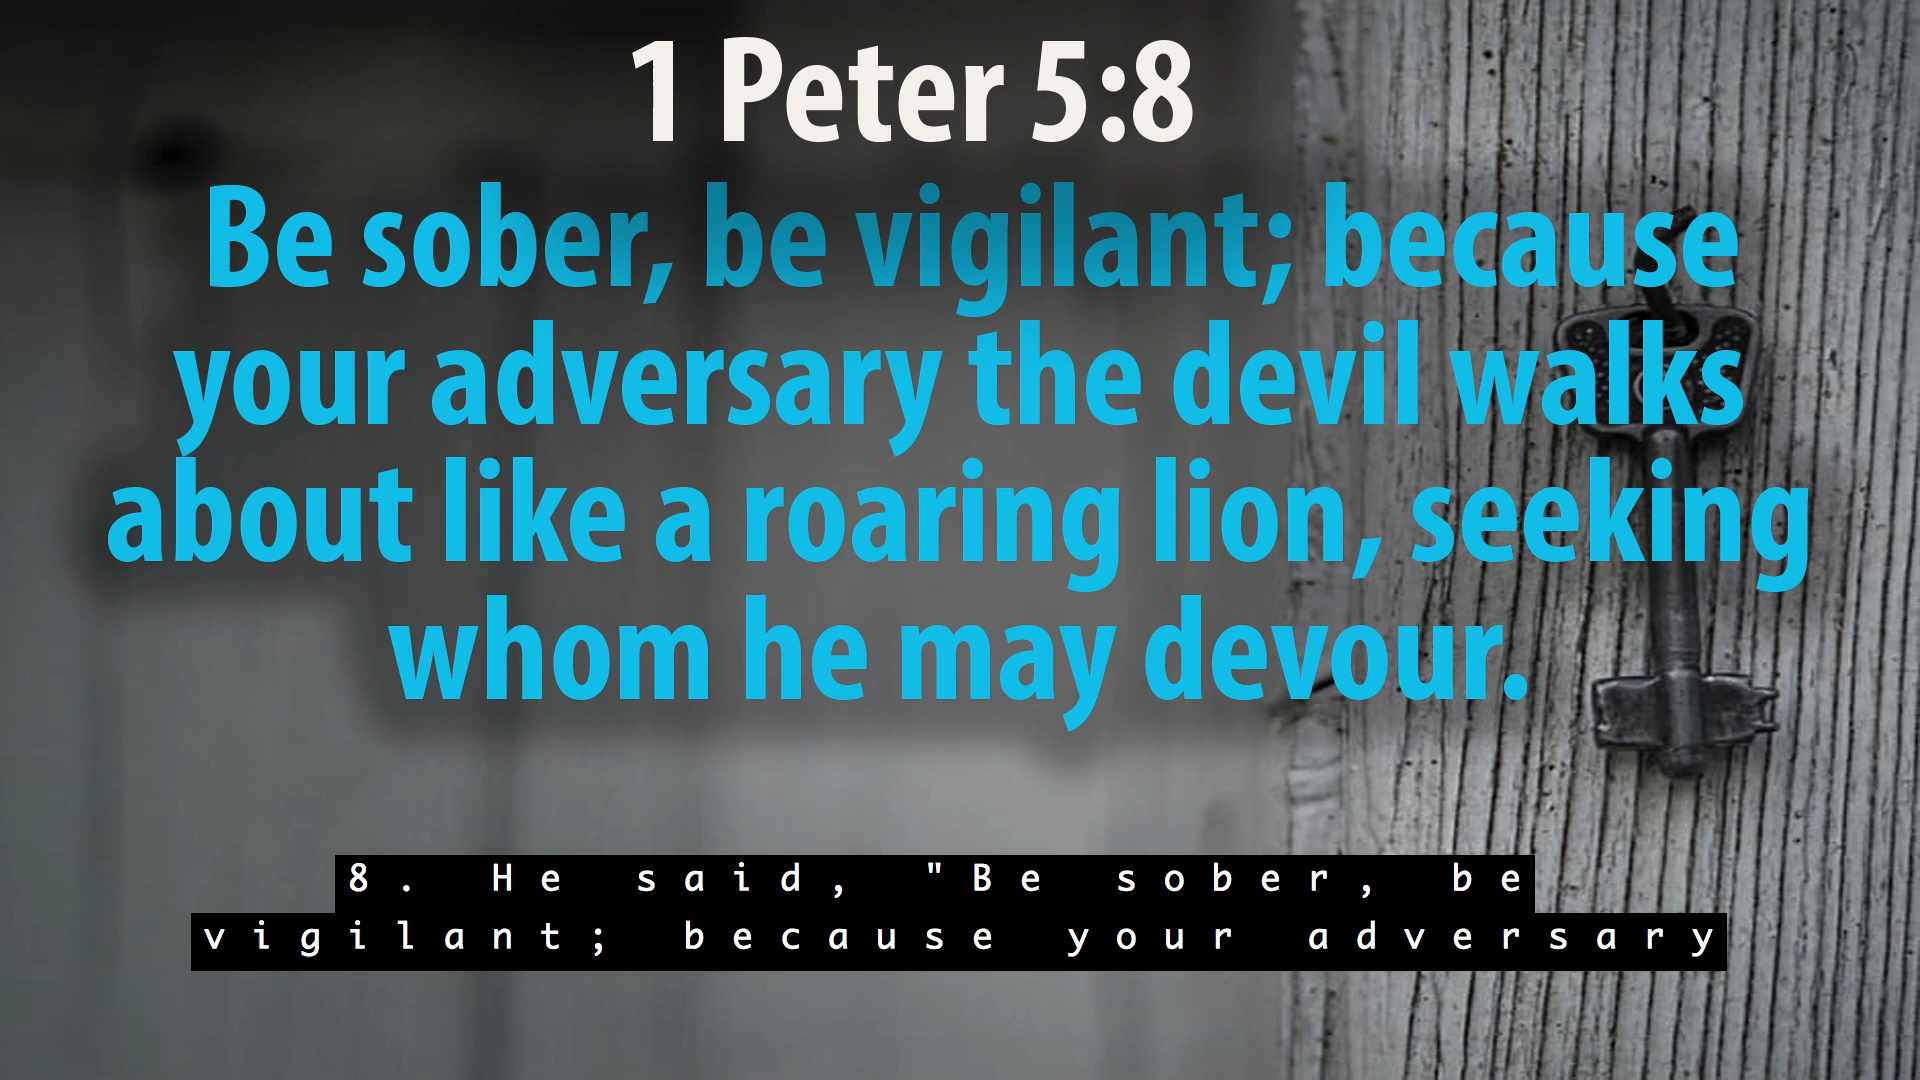 1 Peter 5:8
Be sober, be vigilant; because
your adversary the devil walks
about like a roaring lion, seeking
whom he may devour.
8. He said, "Be sober, be
vigilant; because your adversary